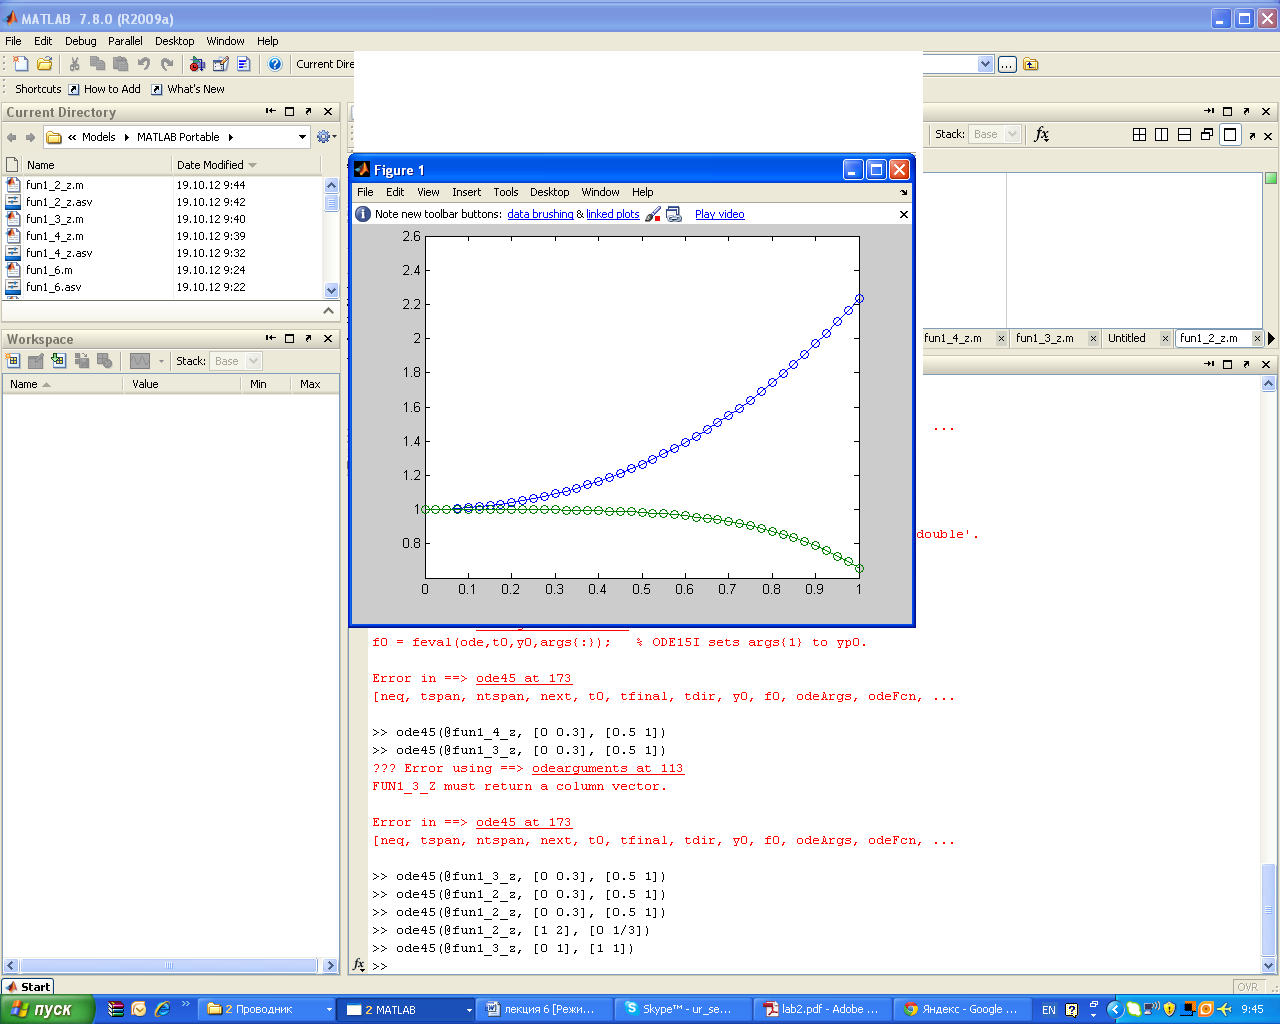 MATLAB 7.8.0 (R2009a)
File Edit Debug Parallel Desktop Window Help
Current Dire
Shortcuts How to Add What's New
Current Directory
« Models MATLAB Portable
Name Date Modified
fun1_2_z.m 19.10.12 9:44
fun1_2_z.asv 19.10.12 9:42
fun1_3_z.m 19.10.12 9:40
fun1_4_z.m 19.10.12 9:39
fun1_4_z.asv 19.10.12 9:32
fun1_6.m 19.10.12 9:24
fun1_6.asv 19.10.12 9:22
Workspace
Stack: Base
Name Value Min Max
Stack: Base
Figure 1
File Edit View Insert Tools Desktop Window Help
Note new toolbar buttons: data brushing & linked plots Play video
2.6
2.4
2.2
2
1.8
1.6
1.4
1.2
1
0.8
0 0.1 0.2 0.3 0.4 0.5 0.6 0.7 0.8 0.9 1
fun1_4_z.m fun1_3_z.m Untitled fun1_2_z.m
...
double'.
f0 = feval(ode,t0,y0,args{:}); % ODE15I sets args{1} to yp0.
Error in ==> ode45 at 173
[neq, tspan, ntspan, next, t0, tfinal, tdir, y0, f0, odeArgs, odeFcn, ...
>> ode45(@fun1_4_z, [0 0.3], [0.5 1])
>> ode45(@fun1_3_z, [0 0.3], [0.5 1])
??? Error using ==> odearguments at 113
FUN1_3_Z must return a column vector.
Error in ==> ode45 at 173
[neq, tspan, ntspan, next, t0, tfinal, tdir, y0, f0, odeArgs, odeFcn, ...
>> ode45(@fun1_3_z, [0 0.3], [0.5 1])
>> ode45(@fun1_2_z, [0 0.3], [0.5 1])
>> ode45(@fun1_2_z, [0 0.3], [0.5 1])
>> ode45(@fun1_2_z, [1 2], [0 1/3])
>> ode45(@fun1_3_z, [0 1], [1 1])
>>
Start
OVR
пуск 2 Проводник 2 MATLAB лекция 6 [Режи... Skype™ - ur_se... lab2.pdf - Adobe ... Яндекс - Google ... EN 9:45